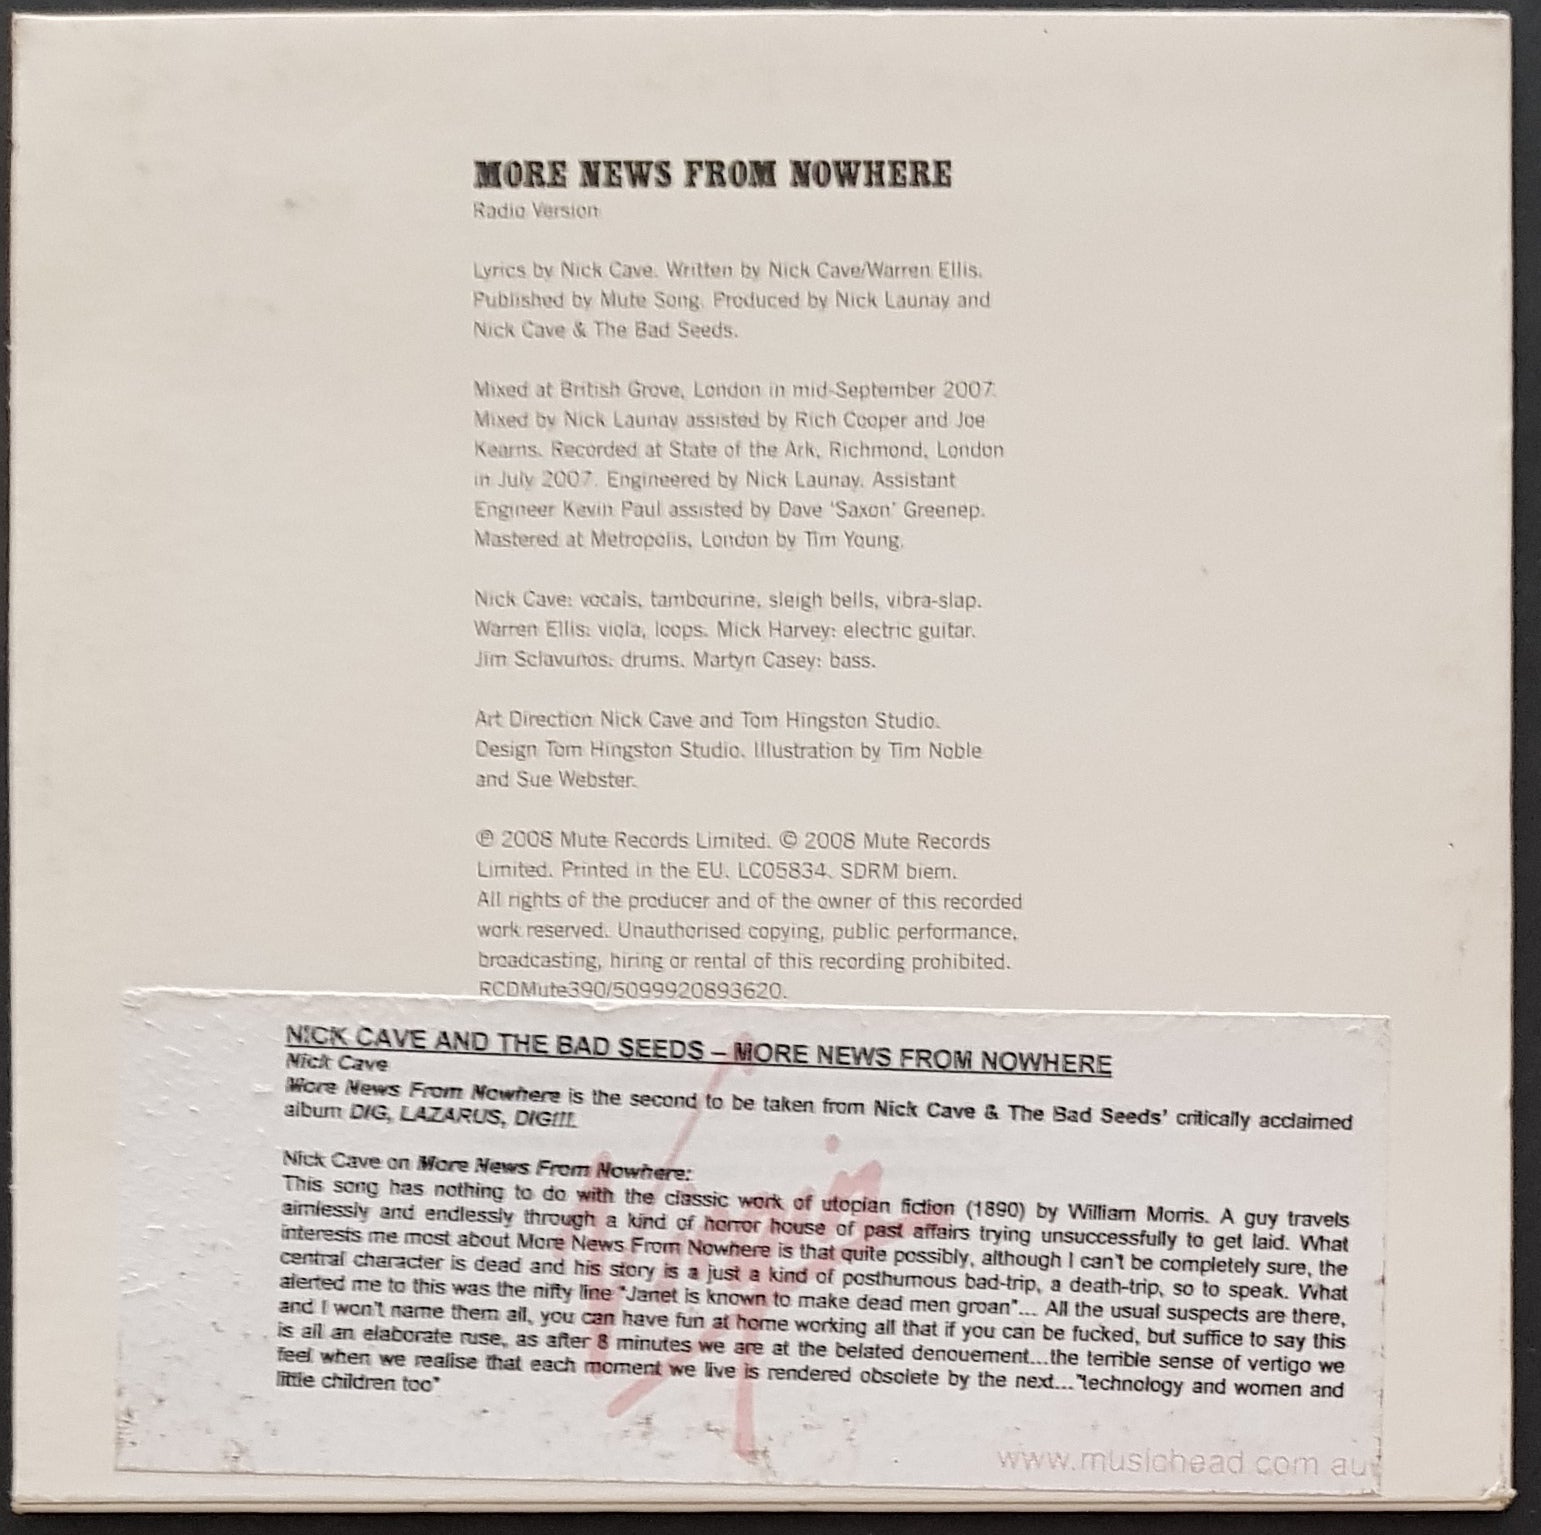 MORE NEWS FROM NOWHERE
Radio Version
Lyrics by Nick Cave. Written by Nick Cave/Warren Ellis.
Published by Mute Song. Produced by Nick Launay and
Nick Cave & The Bad Seeds.
Mixed at British Grove, London in mid-September 2007.
Mixed by Nick Launay assisted by Rich Cooper and Joe
Kearns. Recorded at State of the Ark, Richmond, London
in July 2007. Engineered by Nick Launay. Assistant
Engineer Kevin Paul assisted by Dave ‘Saxon’ Greenep.
Mastered at Metropolis, London by Tim Young.
Nick Cave: vocals, tambourine, sleigh bells, vibra-slap.
Warren Ellis: viola, loops. Mick Harvey: electric guitar.
Jim Sclavunos: drums. Martyn Casey: bass.
Art Direction Nick Cave and Tom Hingston Studio.
Design Tom Hingston Studio. Illustration by Tim Noble
and Sue Webster.
℗ 2008 Mute Records Limited. © 2008 Mute Records
Limited. Printed in the EU. LC05834. SDRM biem.
All rights of the producer and of the owner of this recorded
work reserved. Unauthorised copying, public performance,
broadcasting, hiring or rental of this recording prohibited.
RCDMute390/5099920893620.
NICK CAVE AND THE BAD SEEDS – MORE NEWS FROM NOWHERE
Nick Cave
More News From Nowhere is the second to be taken from Nick Cave & The Bad Seeds' critically acclaimed
album DIG, LAZARUS, DIG!!!.
Nick Cave on More News From Nowhere:
This song has nothing to do with the classic work of utopian fiction (1890) by William Morris. A guy travels
aimlessly and endlessly through a kind of horror house of past affairs trying unsuccessfully to get laid. What
interests me most about More News From Nowhere is that quite possibly, although I can't be completely sure, the
central character is dead and his story is a just a kind of posthumous bad-trip, a death-trip, so to speak. What
alerted me to this was the nifty line "Janet is known to make dead men groan"... All the usual suspects are there,
and I won't name them all, you can have fun at home working all that if you can be fucked, but suffice to say this
is all an elaborate ruse, as after 8 minutes we are at the belated denouement...the terrible sense of vertigo we
feel when we realise that each moment we live is rendered obsolete by the next..."technology and women and
little children too"
www.musichead.com.au